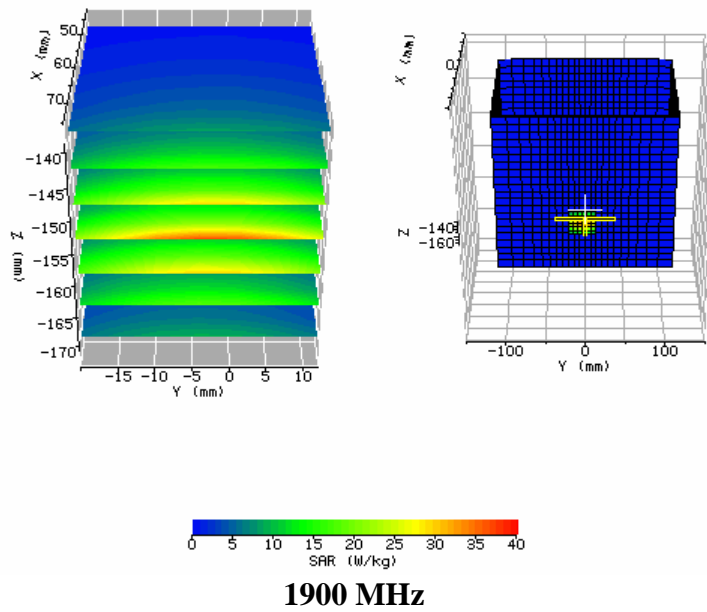 50
X (mm)
60
70
-140
-145
-150
Z (mm)
-155
-160
-165
-170
-15 -10 -5 0 5 10
Y (mm)
X (mm)
0
Z
-140
-160
-100 0 100
Y (mm)
0 5 10 15 20 25 30 35 40
SAR (W/kg)
1900 MHz